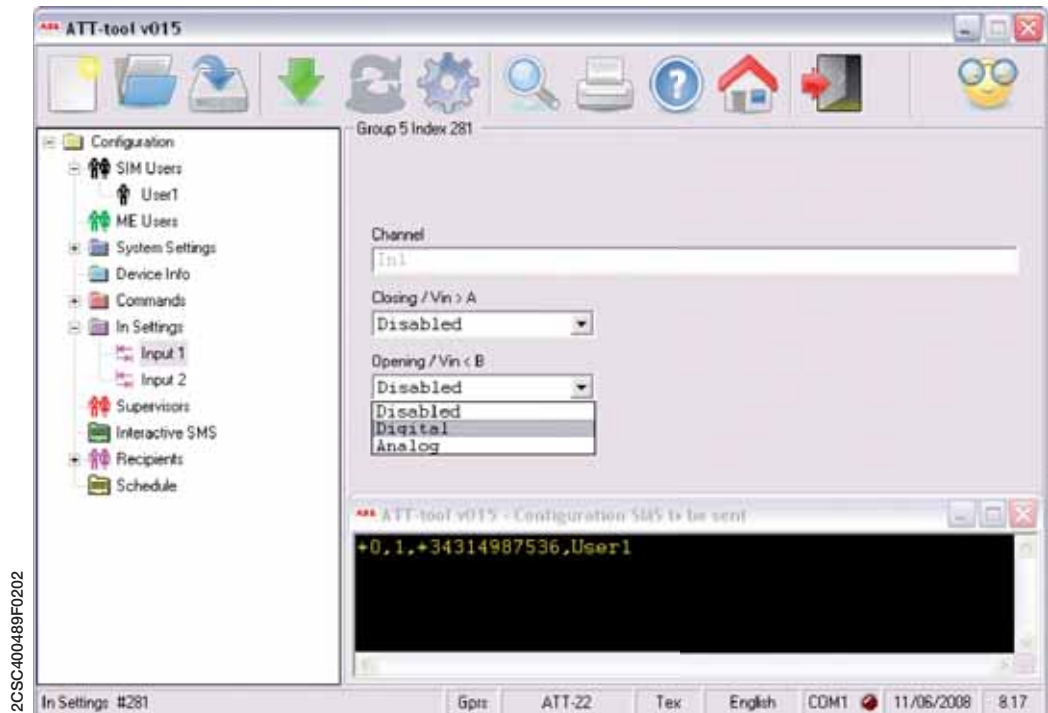 ABB ATT-tool v015
Configuration
SIM Users
User1
ME Users
System Settings
Device Info
Commands
In Settings
Input 1
Input 2
Supervisors
Interactive SMS
Recipients
Schedule
Group 5 Index 281
Channel
In1
Closing / Vin > A
Disabled
Opening / Vin < B
Disabled
Disabled
Digital
Analog
ABB ATT-tool v015 - Configuration SMS to be sent
+0,1,+34314987536,User1
In Settings #281
Gprs
ATT-22
Tex
English
COM1
11/06/2008
8.17
2CSC400489F0202